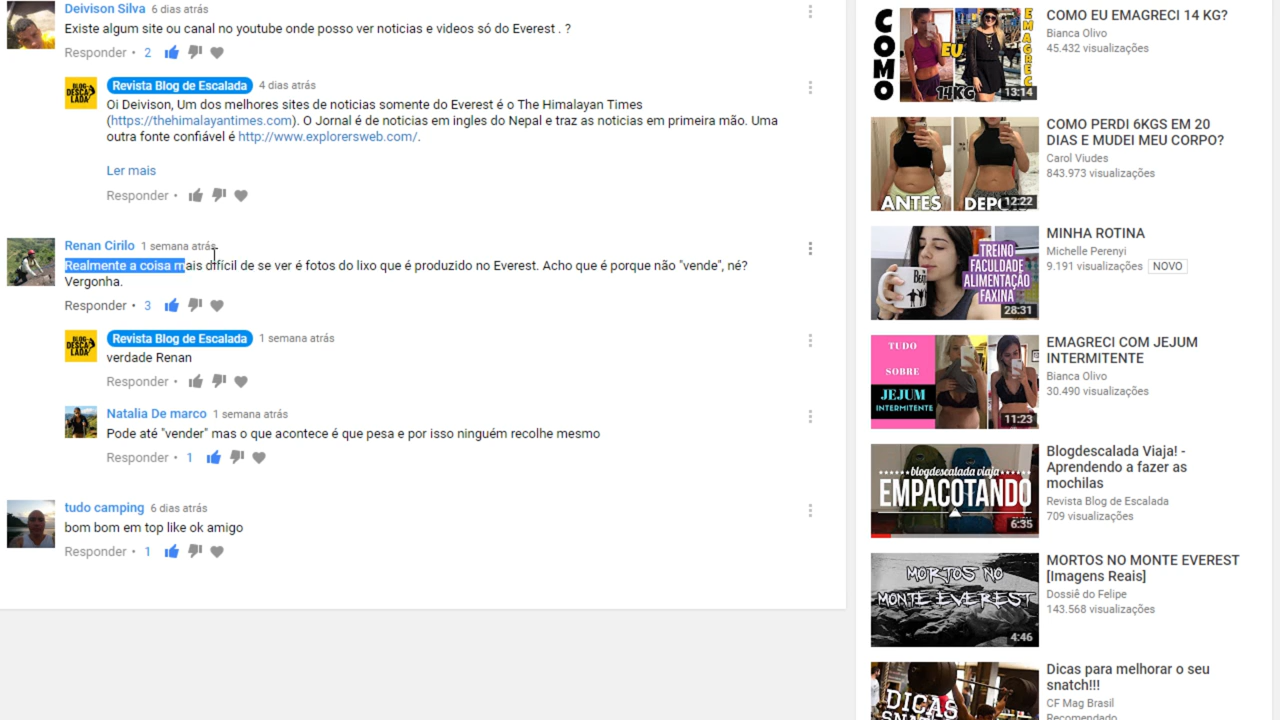 Deivison Silva 6 dias atrás
Existe algum site ou canal no youtube onde posso ver noticias e videos só do Everest . ?
Responder • 2
BLOG
DESCA
LADA
Revista Blog de Escalada 4 dias atrás
Oi Deivison, Um dos melhores sites de noticias somente do Everest é o The Himalayan Times
(https://thehimalayantimes.com). O Jornal é de noticias em ingles do Nepal e traz as noticias em primeira mão. Uma
outra fonte confiável é http://www.explorersweb.com/.
Ler mais
Responder •
Renan Cirilo 1 semana atrás
Realmente a coisa mais difícil de se ver é fotos do lixo que é produzido no Everest. Acho que é porque não "vende", né?
Vergonha.
Responder • 3
BLOG
DESCA
LADA
Revista Blog de Escalada 1 semana atrás
verdade Renan
Responder •
Natalia De marco 1 semana atrás
Pode até "vender" mas o que acontece é que pesa e por isso ninguém recolhe mesmo
Responder • 1
tudo camping 6 dias atrás
bom bom em top like ok amigo
Responder • 1
COMO
EU
EMAGREC
14KG
13:14
COMO EU EMAGRECI 14 KG?
Bianca Olivo
45.432 visualizações
ANTES
DEPO
12:22
COMO PERDI 6KGS EM 20
DIAS E MUDEI MEU CORPO?
Carol Viudes
843.973 visualizações
TREINO
FACULDADE
ALIMENTAÇÃO
FAXINA
28:31
MINHA ROTINA
Michelle Perenyi
9.191 visualizações NOVO
TUDO
SOBRE
JEJUM
INTERMITENTE
11:23
EMAGRECI COM JEJUM
INTERMITENTE
Bianca Olivo
30.490 visualizações
blogdescalada viaja
EMPACOTANDO
6:35
Blogdescalada Viaja! -
Aprendendo a fazer as
mochilas
Revista Blog de Escalada
709 visualizações
MORTOS NO
MONTE EVEREST
4:46
MORTOS NO MONTE EVEREST
[Imagens Reais]
Dossiê do Felipe
143.568 visualizações
DICAS
Dicas para melhorar o seu
snatch!!!
CF Mag Brasil
Recomendado